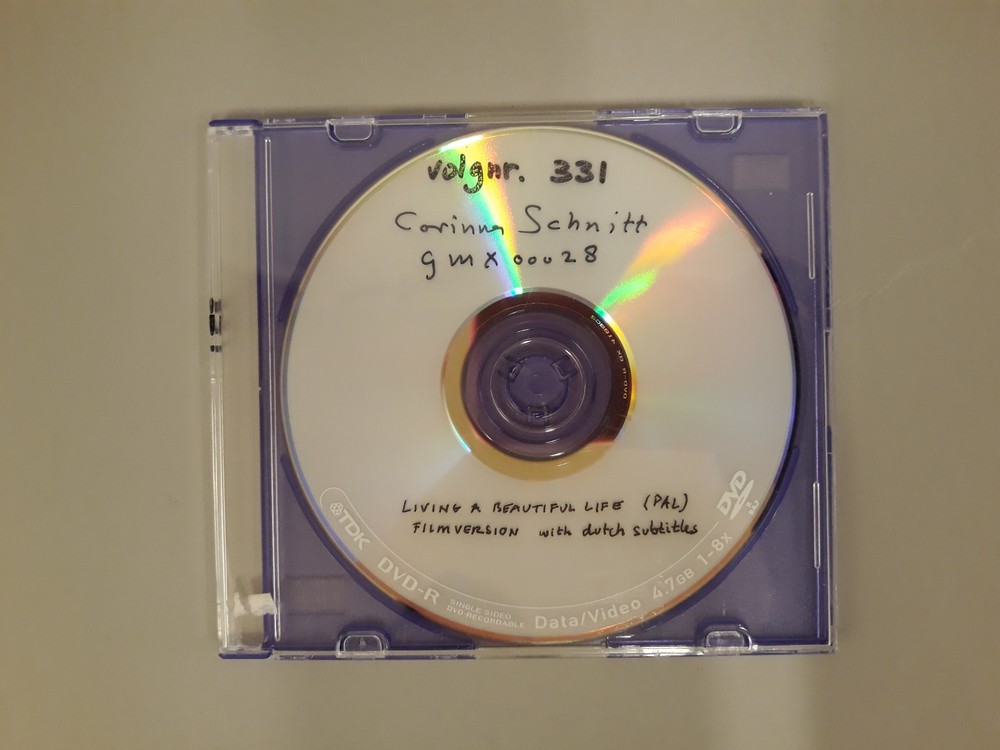 volgnr. 331
Corinna Schnitt
gmx 00028
LIVING A BEAUTIFUL LIFE (PAL)
FILMVERSION with dutch subtitles
TDK
DVD-R
SINGLE SIDED
DVD-RECORDABLE
Data/Video 4.7GB 1-8x
DVD